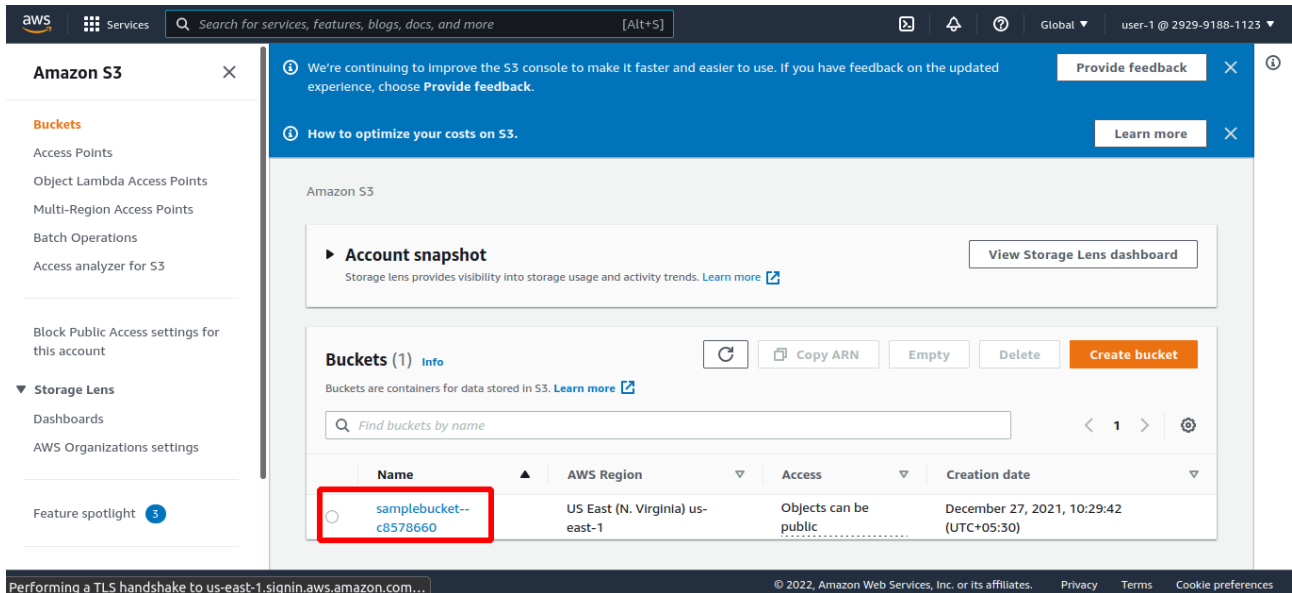 aws Services Search for services, features, blogs, docs, and more [Alt+S] Global user-1 @ 2929-9188-1123
Amazon S3
Buckets
Access Points
Object Lambda Access Points
Multi-Region Access Points
Batch Operations
Access analyzer for S3
Block Public Access settings for
this account
Storage Lens
Dashboards
AWS Organizations settings
Feature spotlight 3
We're continuing to improve the S3 console to make it faster and easier to use. If you have feedback on the updated
experience, choose Provide feedback.
Provide feedback
How to optimize your costs on S3.
Learn more
Amazon S3
Account snapshot
Storage lens provides visibility into storage usage and activity trends. Learn more
View Storage Lens dashboard
Buckets (1) Info
Copy ARN Empty Delete Create bucket
Buckets are containers for data stored in S3. Learn more
Find buckets by name
1
Name AWS Region Access Creation date
samplebucket--
c8578660
US East (N. Virginia) us-
east-1
Objects can be
public
December 27, 2021, 10:29:42
(UTC+05:30)
Performing a TLS handshake to us-east-1.signin.aws.amazon.com...
© 2022, Amazon Web Services, Inc. or its affiliates. Privacy Terms Cookie preferences